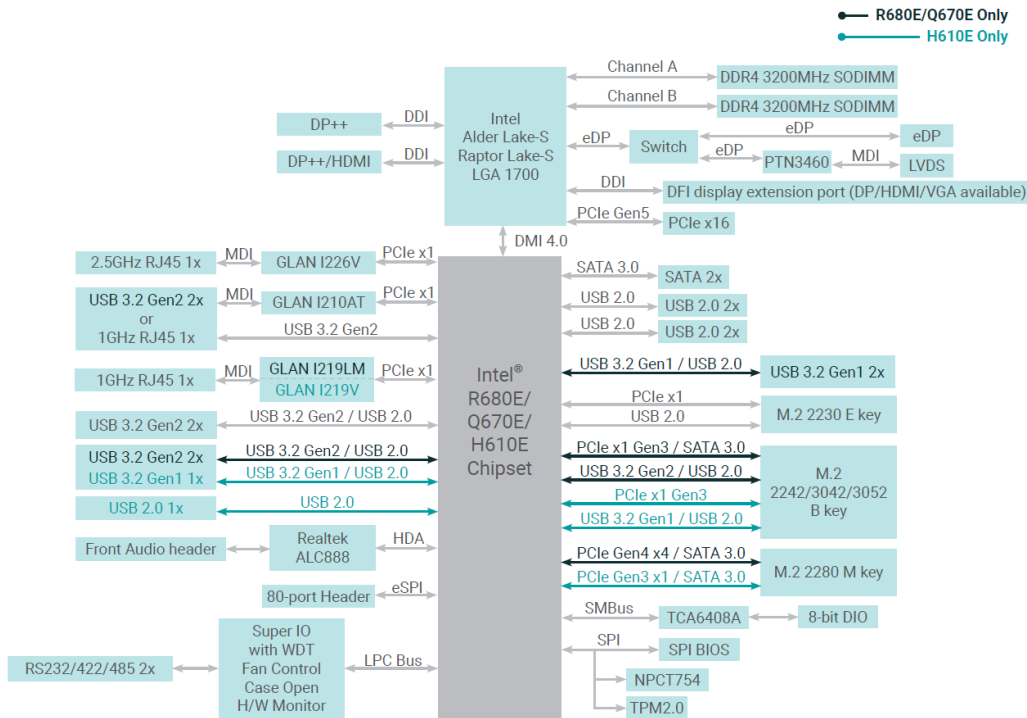 R680E/Q670E Only
H610E Only
Intel
Alder Lake-S
Raptor Lake-S
LGA 1700
DP++
DDI
DP++/HDMI
DDI
Channel A
DDR4 3200MHz SODIMM
Channel B
DDR4 3200MHz SODIMM
eDP
Switch
eDP
eDP
eDP
PTN3460
MDI
LVDS
DDI
DFI display extension port (DP/HDMI/VGA available)
PCIe Gen5
PCIe x16
DMI 4.0
Intel®
R680E/
Q670E/
H610E
Chipset
2.5GHz RJ45 1x
MDI
GLAN I226V
PCIe x1
USB 3.2 Gen2 2x
or
1GHz RJ45 1x
MDI
GLAN I210AT
PCIe x1
USB 3.2 Gen2
1GHz RJ45 1x
MDI
GLAN I219LM
GLAN I219V
PCIe x1
USB 3.2 Gen2 2x
USB 3.2 Gen2 / USB 2.0
USB 3.2 Gen2 2x
USB 3.2 Gen1 1x
USB 3.2 Gen2 / USB 2.0
USB 3.2 Gen1 / USB 2.0
USB 2.0 1x
USB 2.0
Front Audio header
Realtek
ALC888
HDA
80-port Header
eSPI
RS232/422/485 2x
Super IO
with WDT
Fan Control
Case Open
H/W Monitor
LPC Bus
SATA 3.0
SATA 2x
USB 2.0
USB 2.0 2x
USB 2.0
USB 2.0 2x
USB 3.2 Gen1 / USB 2.0
USB 3.2 Gen1 2x
PCIe x1
USB 2.0
M.2 2230 E key
PCIe x1 Gen3 / SATA 3.0
USB 3.2 Gen2 / USB 2.0
PCIe x1 Gen3
USB 3.2 Gen1 / USB 2.0
M.2
2242/3042/3052
B key
PCIe Gen4 x4 / SATA 3.0
PCIe Gen3 x1 / SATA 3.0
M.2 2280 M key
SMBus
TCA6408A
8-bit DIO
SPI
SPI BIOS
NPCT754
TPM2.0